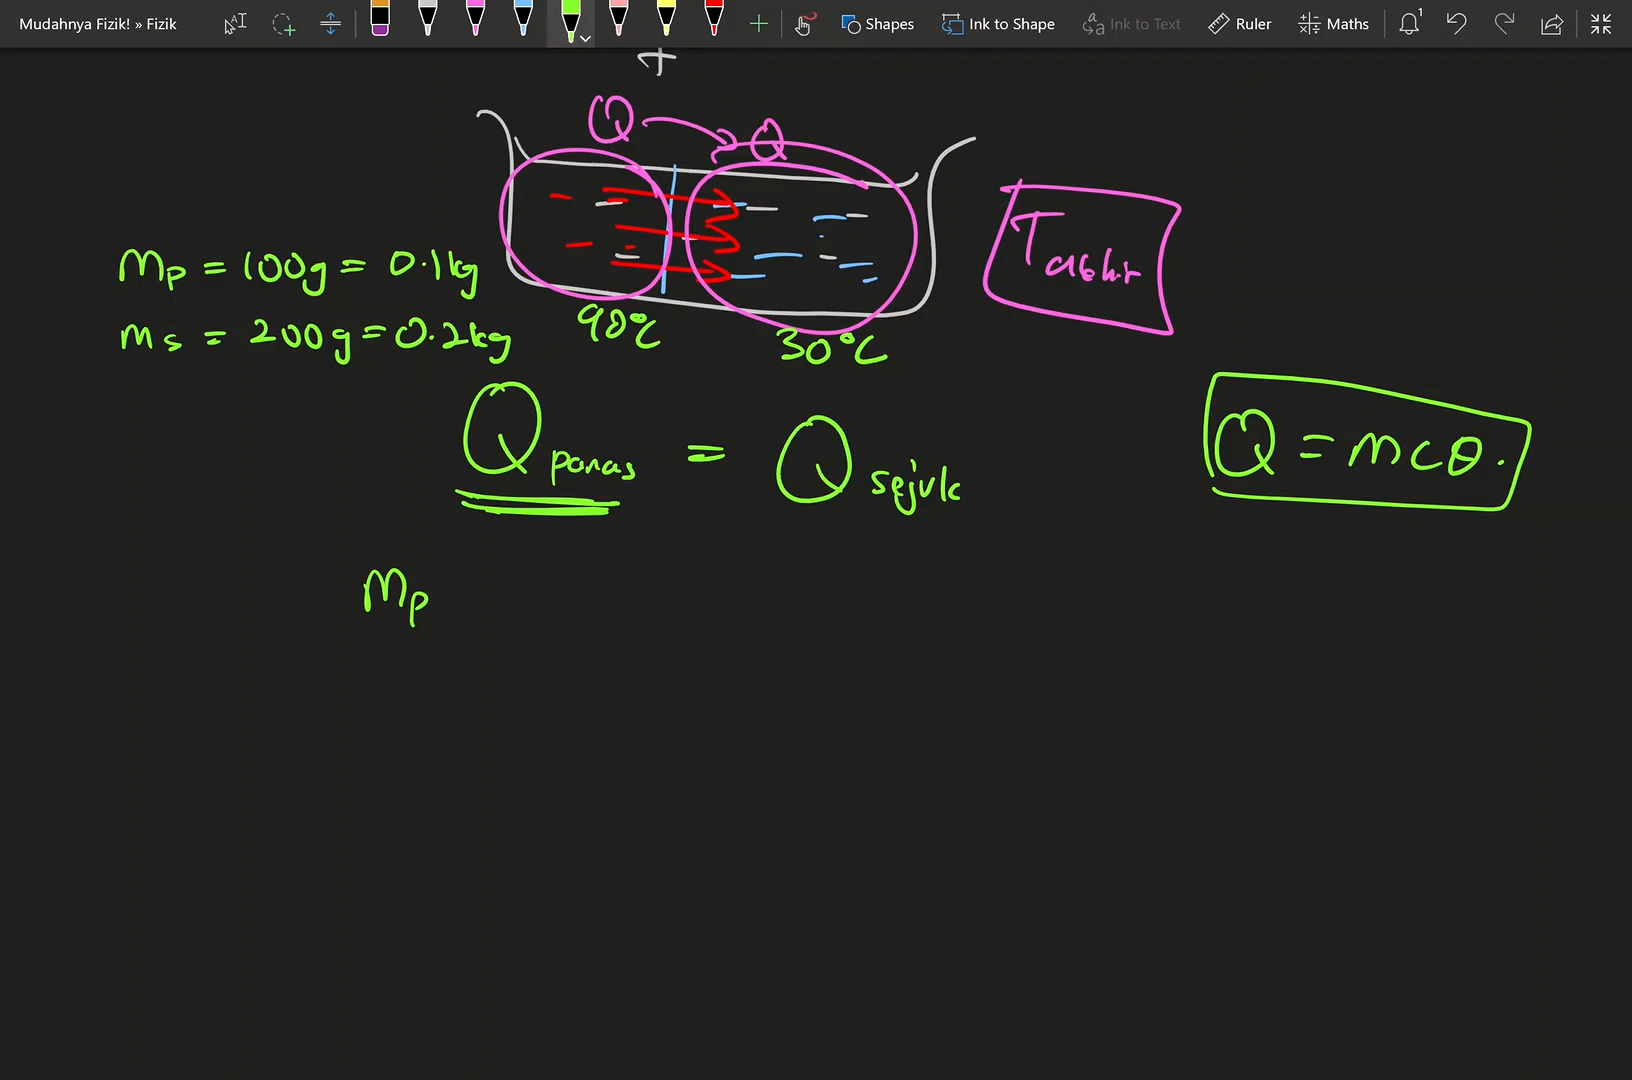 Mudahnya Fizik! » Fizik
Shapes
Ink to Shape
Ink to Text
Ruler
Maths
1
+
Q Q
Takhir
mp = 100g = 0.1kg
ms = 200g = 0.2kg
90°C
30°C
Q panas = Q sejuk
Q = mcθ.
mp